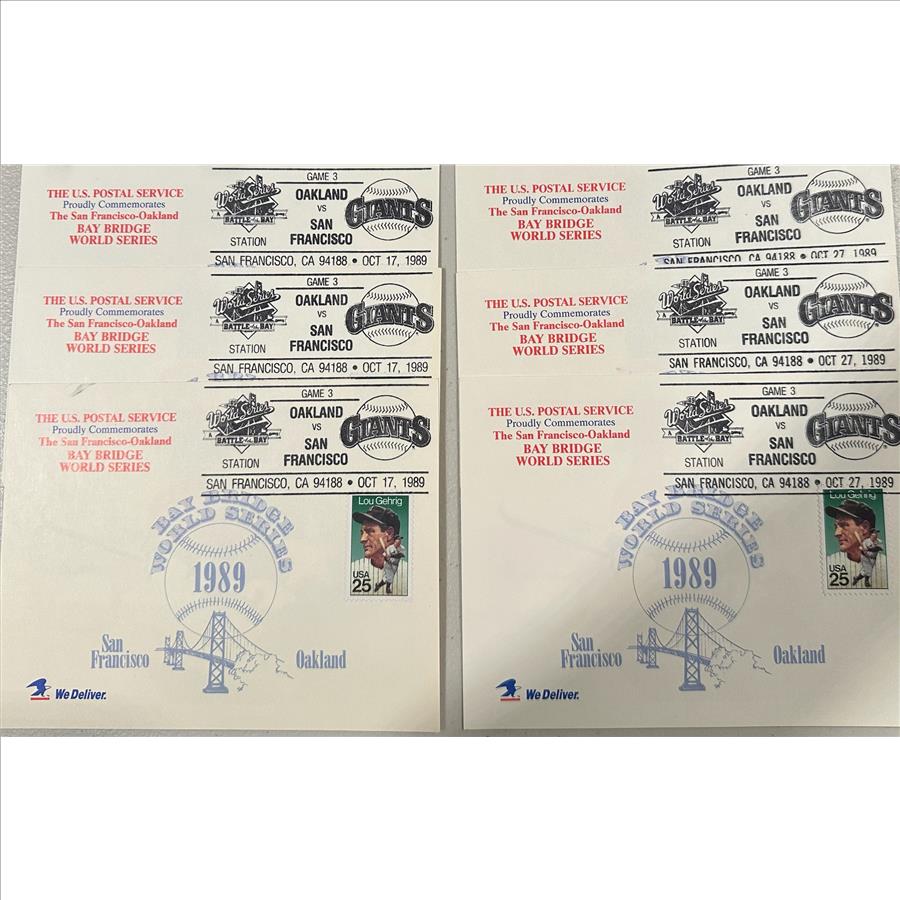 THE U.S. POSTAL SERVICE
Proudly Commemorates
The San Francisco-Oakland
BAY BRIDGE
WORLD SERIES
World Series
BATTLE of the BAY
STATION
GAME 3
OAKLAND
VS
SAN
FRANCISCO
GIANTS
SAN FRANCISCO, CA 94188 • OCT 17, 1989
THE U.S. POSTAL SERVICE
Proudly Commemorates
The San Francisco-Oakland
BAY BRIDGE
WORLD SERIES
World Series
BATTLE of the BAY
STATION
GAME 3
OAKLAND
VS
SAN
FRANCISCO
GIANTS
SAN FRANCISCO, CA 94188 • OCT 17, 1989
THE U.S. POSTAL SERVICE
Proudly Commemorates
The San Francisco-Oakland
BAY BRIDGE
WORLD SERIES
World Series
BATTLE of the BAY
STATION
GAME 3
OAKLAND
VS
SAN
FRANCISCO
GIANTS
SAN FRANCISCO, CA 94188 • OCT 17, 1989
BAY BRIDGE
WORLD SERIES
1989
San
Francisco
Oakland
Lou Gehrig
USA
25
We Deliver.
THE U.S. POSTAL SERVICE
Proudly Commemorates
The San Francisco-Oakland
BAY BRIDGE
WORLD SERIES
World Series
BATTLE of the BAY
STATION
GAME 3
OAKLAND
VS
SAN
FRANCISCO
GIANTS
SAN FRANCISCO, CA 94188 • OCT 27, 1989
THE U.S. POSTAL SERVICE
Proudly Commemorates
The San Francisco-Oakland
BAY BRIDGE
WORLD SERIES
World Series
BATTLE of the BAY
STATION
GAME 3
OAKLAND
VS
SAN
FRANCISCO
GIANTS
SAN FRANCISCO, CA 94188 • OCT 27, 1989
THE U.S. POSTAL SERVICE
Proudly Commemorates
The San Francisco-Oakland
BAY BRIDGE
WORLD SERIES
World Series
BATTLE of the BAY
STATION
GAME 3
OAKLAND
VS
SAN
FRANCISCO
GIANTS
SAN FRANCISCO, CA 94188 • OCT 27, 1989
BAY BRIDGE
WORLD SERIES
1989
San
Francisco
Oakland
Lou Gehrig
USA
25
We Deliver.